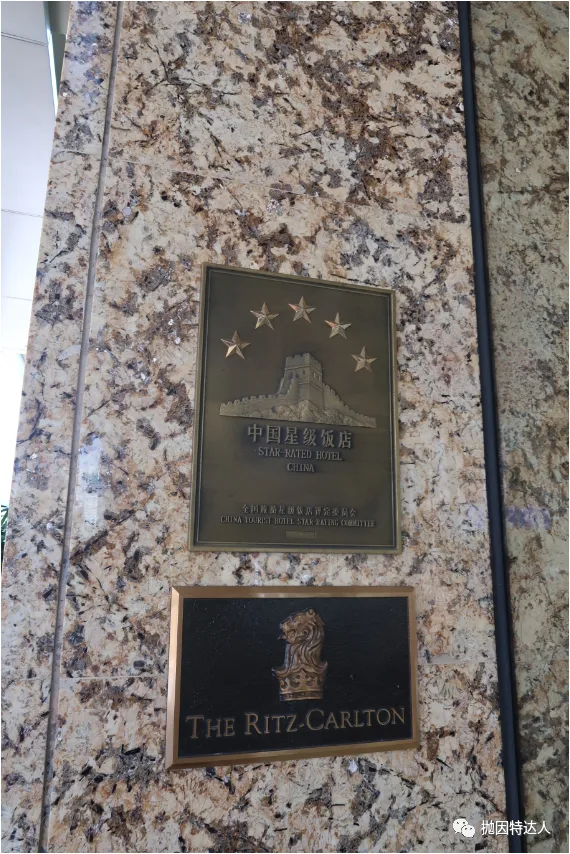 中国星级饭店
STAR-RATED HOTEL
CHINA
全国旅游星级饭店评定委员会
CHINA TOURIST HOTEL STAR-RATING COMMITTEE
THE RITZ-CARLTON
抛因特达人